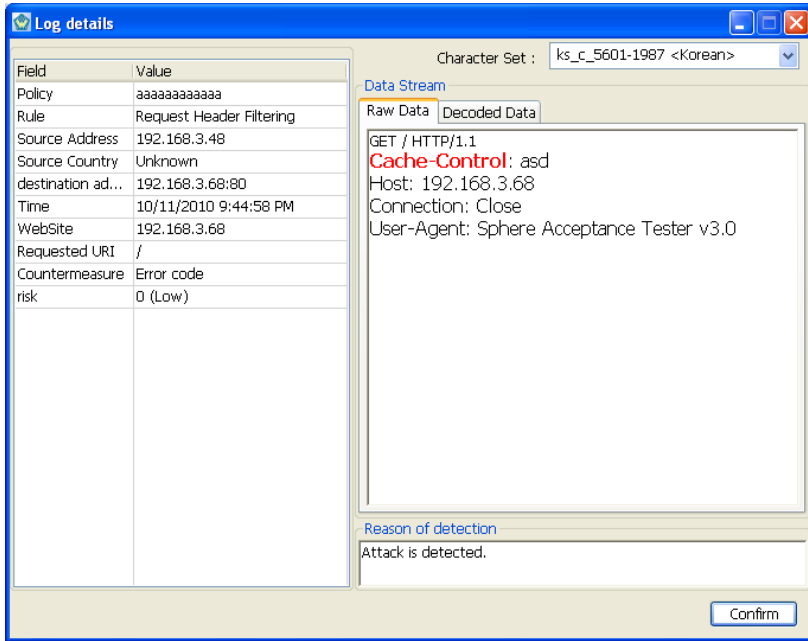 Log details
Field Value
Policy aaaaaaaaaaaa
Rule Request Header Filtering
Source Address 192.168.3.48
Source Country Unknown
destination ad... 192.168.3.68:80
Time 10/11/2010 9:44:58 PM
WebSite 192.168.3.68
Requested URI /
Countermeasure Error code
risk 0 (Low)
Character Set : ks_c_5601-1987 <Korean>
Data Stream
Raw Data Decoded Data
GET / HTTP/1.1
Cache-Control: asd
Host: 192.168.3.68
Connection: Close
User-Agent: Sphere Acceptance Tester v3.0
Reason of detection
Attack is detected.
Confirm